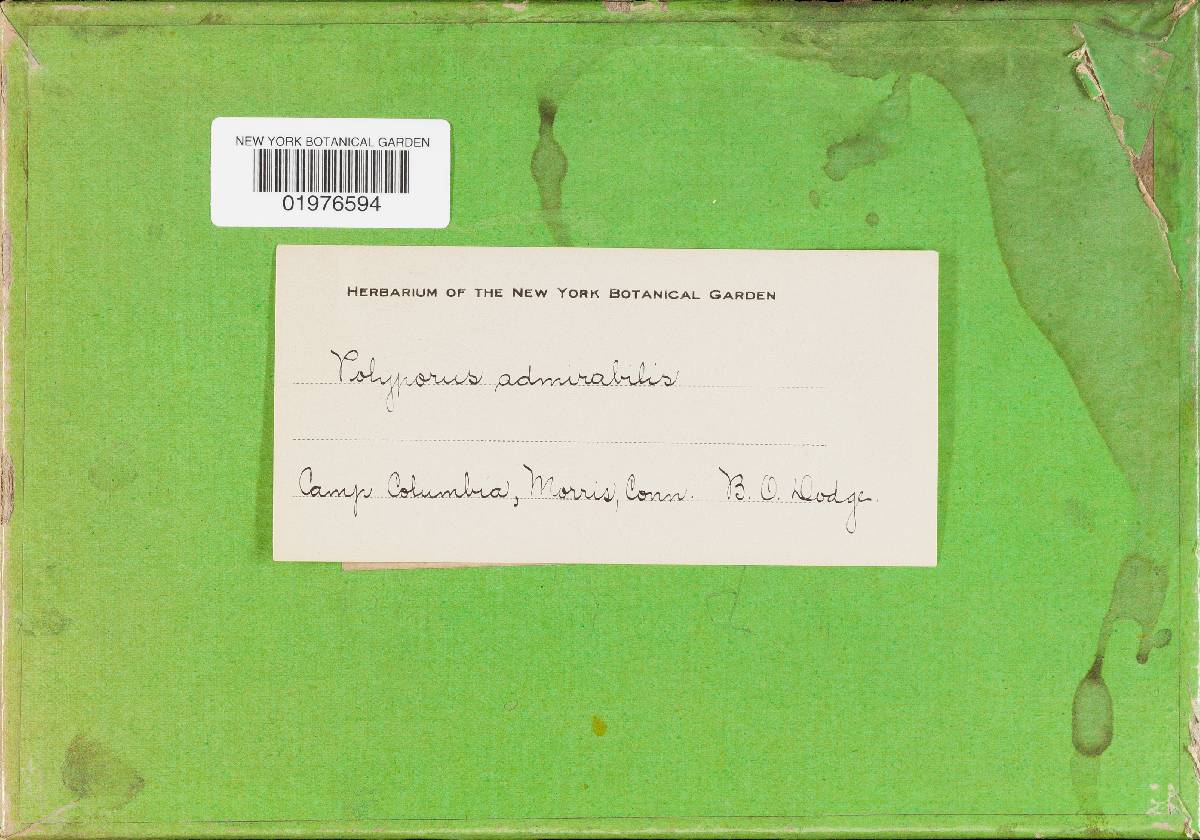 NEW YORK BOTANICAL GARDEN
01976594
HERBARIUM OF THE NEW YORK BOTANICAL GARDEN
Polyporus admirabilis
Camp Columbia, Morris, Conn. B. O. Dodge.